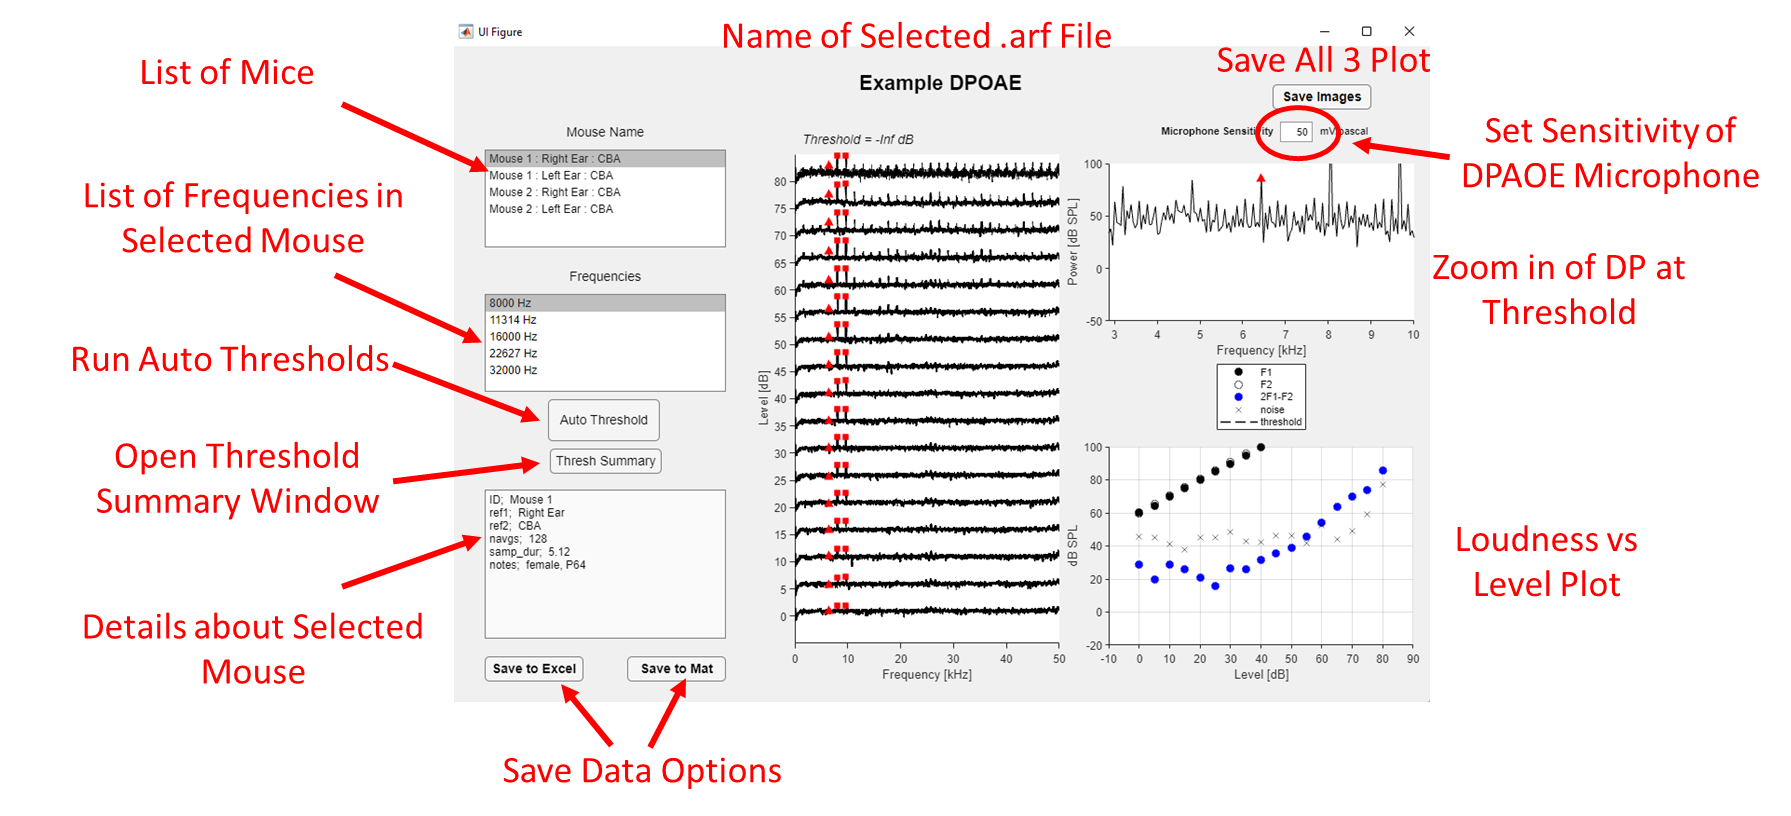 UI Figure
Name of Selected .arf File
Save All 3 Plot
List of Mice
Example DPOAE
Save Images
Mouse Name
Threshold = -Inf dB
Microphone Sensitivity 50 mV/pascal
Set Sensitivity of
DPAOE Microphone
Mouse 1 : Right Ear : CBA
Mouse 1 : Left Ear : CBA
Mouse 2 : Right Ear : CBA
Mouse 2 : Left Ear : CBA
List of Frequencies in
Selected Mouse
Frequencies
8000 Hz
11314 Hz
16000 Hz
22627 Hz
32000 Hz
Run Auto Thresholds
Auto Threshold
Open Threshold
Summary Window
Thresh Summary
ID; Mouse 1
ref1; Right Ear
ref2; CBA
navgs; 128
samp_dur; 5.12
notes; female, P64
Details about Selected
Mouse
Save to Excel
Save to Mat
Save Data Options
Level [dB]
80
75
70
65
60
55
50
45
40
35
30
25
20
15
10
5
0
0 10 20 30 40 50
Frequency [kHz]
Power [dB SPL]
100
50
0
-50
3 4 5 6 7 8 9 10
Frequency [kHz]
Zoom in of DP at
Threshold
F1
F2
2F1-F2
noise
threshold
dB SPL
100
80
60
40
20
0
-20
-10 0 10 20 30 40 50 60 70 80 90
Level [dB]
Loudness vs
Level Plot